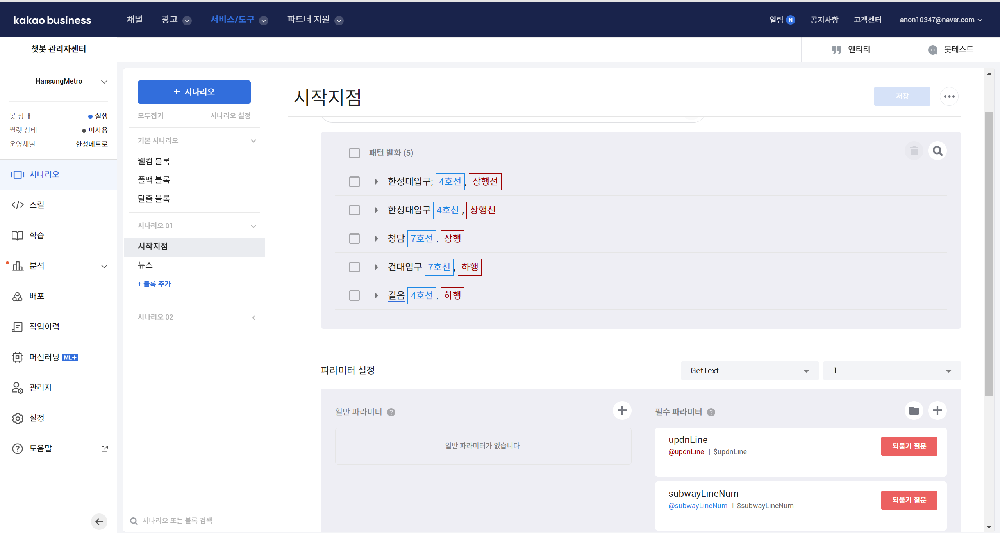 kakao business 채널 광고 서비스/도구 파트너 지원 알림 N 공지사항 고객센터 anon10347@naver.com
챗봇 관리자센터 엔티티 봇테스트
HansungMetro
봇 상태 실행
월렛 상태 미사용
운영채널 한성메트로
시나리오
스킬
학습
분석
배포
작업이력
머신러닝 ML+
관리자
설정
도움말
+ 시나리오
모두접기 시나리오 설정
기본 시나리오
웰컴 블록
폴백 블록
탈출 블록
시나리오 01
시작지점
뉴스
+ 블록 추가
시나리오 02
시나리오 또는 블록 검색
시작지점 저장
패턴 발화 (5)
한성대입구; 4호선, 상행선
한성대입구 4호선, 상행선
청담 7호선, 상행
건대입구 7호선, 하행
길음 4호선, 하행
파라미터 설정 GetText 1
일반 파라미터 ?
일반 파라미터가 없습니다.
필수 파라미터 ?
updnLine
@updnLine | $updnLine
되묻기 질문
subwayLineNum
@subwayLineNum | $subwayLineNum
되묻기 질문